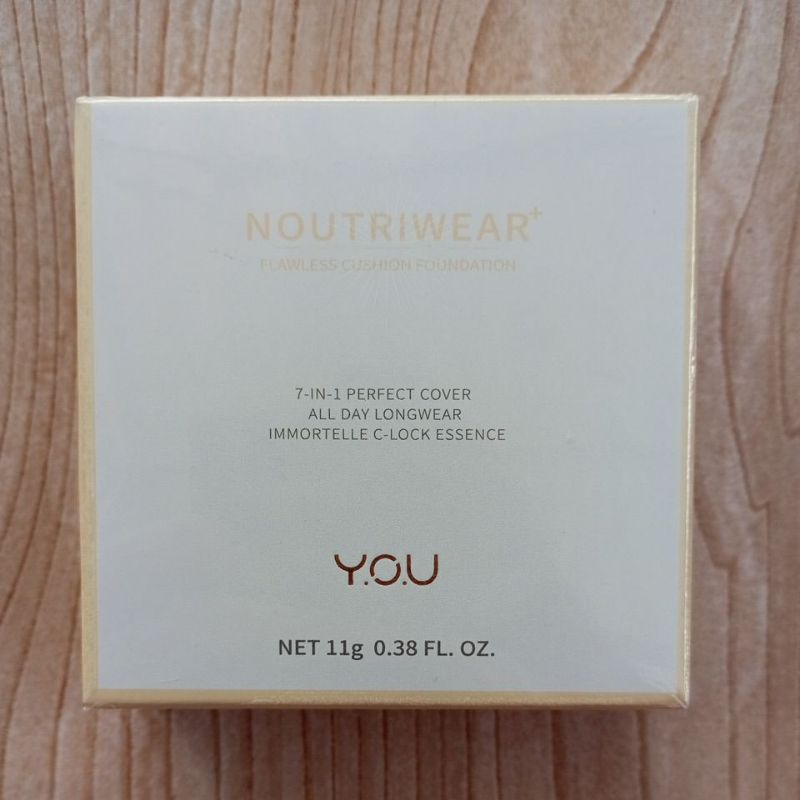 NOUTRIWEAR+
FLAWLESS CUSHION FOUNDATION
7-IN-1 PERFECT COVER
ALL DAY LONGWEAR
IMMORTELLE C-LOCK ESSENCE
Y.O.U
NET 11g 0.38 FL. OZ.